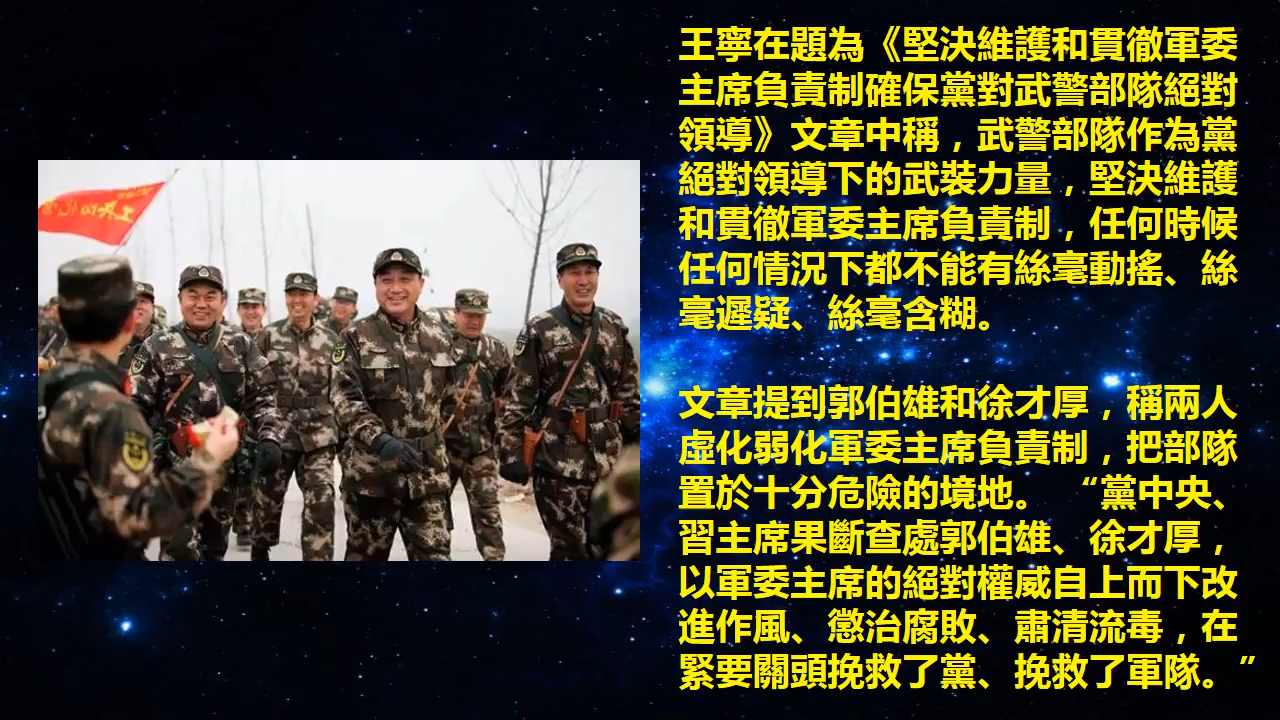 王寧在題為《堅決維護和貫徹軍委
主席負責制確保黨對武警部隊絕對
領導》文章中稱，武警部隊作為黨
絕對領導下的武裝力量，堅決維護
和貫徹軍委主席負責制，任何時候
任何情況下都不能有絲毫動搖、絲
毫遲疑、絲毫含糊。
文章提到郭伯雄和徐才厚，稱兩人
虛化弱化軍委主席負責制，把部隊
置於十分危險的境地。 “黨中央、
習主席果斷查處郭伯雄、徐才厚，
以軍委主席的絕對權威自上而下改
進作風、懲治腐敗、肅清流毒，在
緊要關頭挽救了黨、挽救了軍隊。”